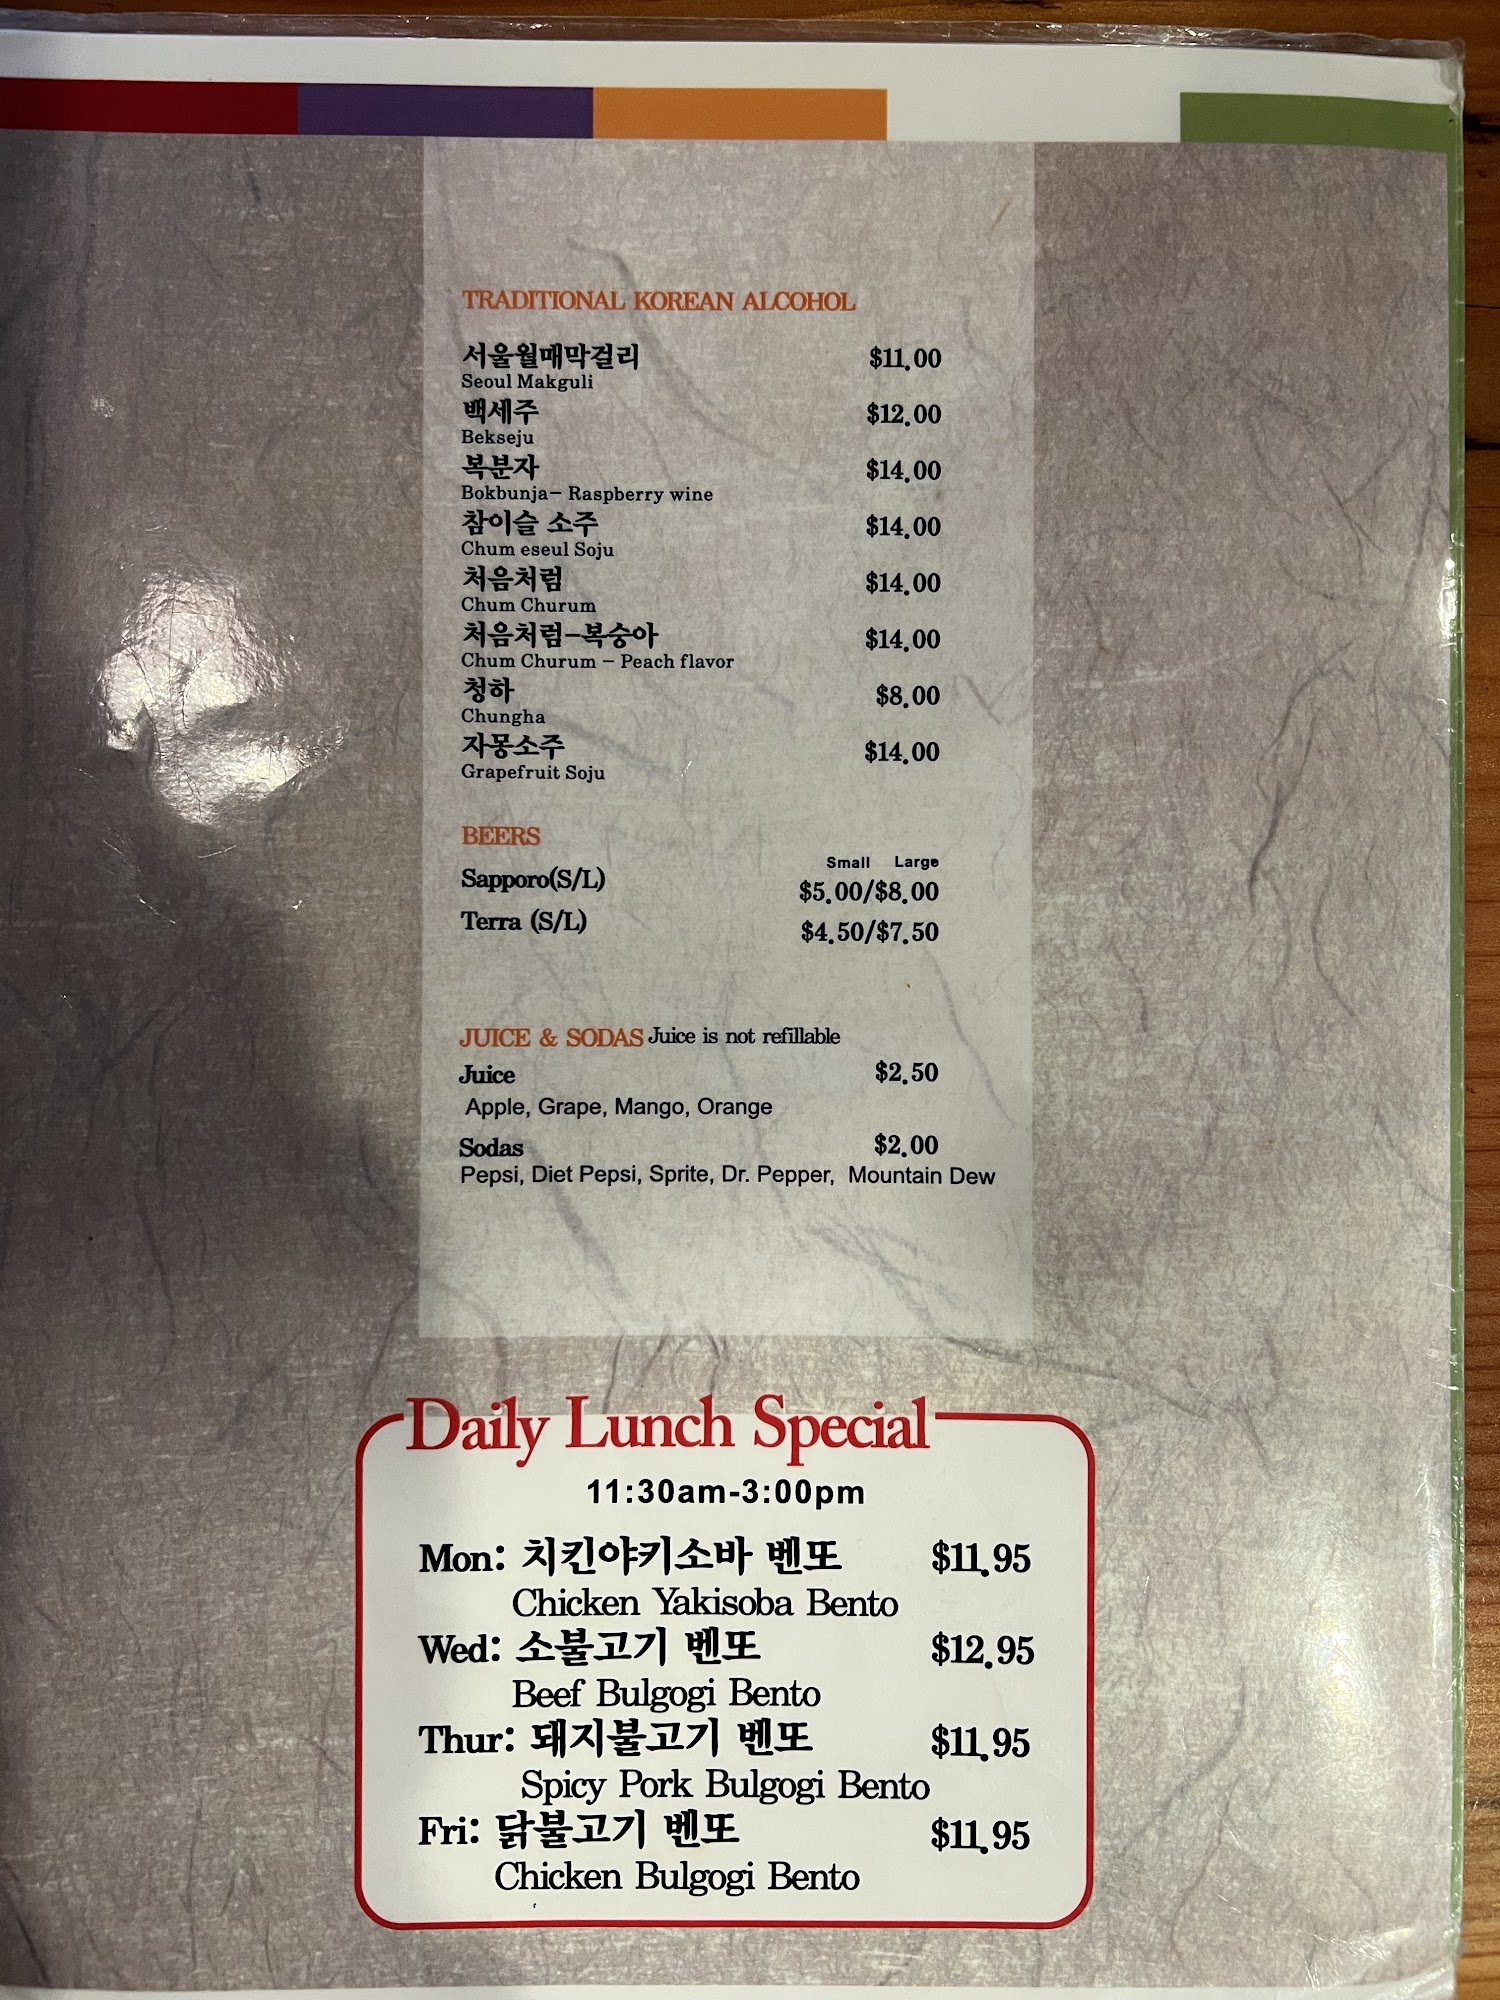 TRADITIONAL KOREAN ALCOHOL
서울월매막걸리 $11.00
Seoul Makguli
백세주 $12.00
Bekseju
복분자 $14.00
Bokbunja- Raspberry wine
참이슬 소주 $14.00
Chum eseul Soju
처음처럼 $14.00
Chum Churum
처음처럼-복숭아 $14.00
Chum Churum - Peach flavor
청하 $8.00
Chungha
자몽소주 $14.00
Grapefruit Soju
BEERS
Small Large
Sapporo(S/L) $5.00/$8.00
Terra (S/L) $4.50/$7.50
JUICE & SODAS Juice is not refillable
Juice $2.50
Apple, Grape, Mango, Orange
Sodas $2.00
Pepsi, Diet Pepsi, Sprite, Dr. Pepper, Mountain Dew
Daily Lunch Special
11:30am-3:00pm
Mon: 치킨야키소바 벤또 $11.95
Chicken Yakisoba Bento
Wed: 소불고기 벤또 $12.95
Beef Bulgogi Bento
Thur: 돼지불고기 벤또 $11.95
Spicy Pork Bulgogi Bento
Fri: 닭불고기 벤또 $11.95
Chicken Bulgogi Bento